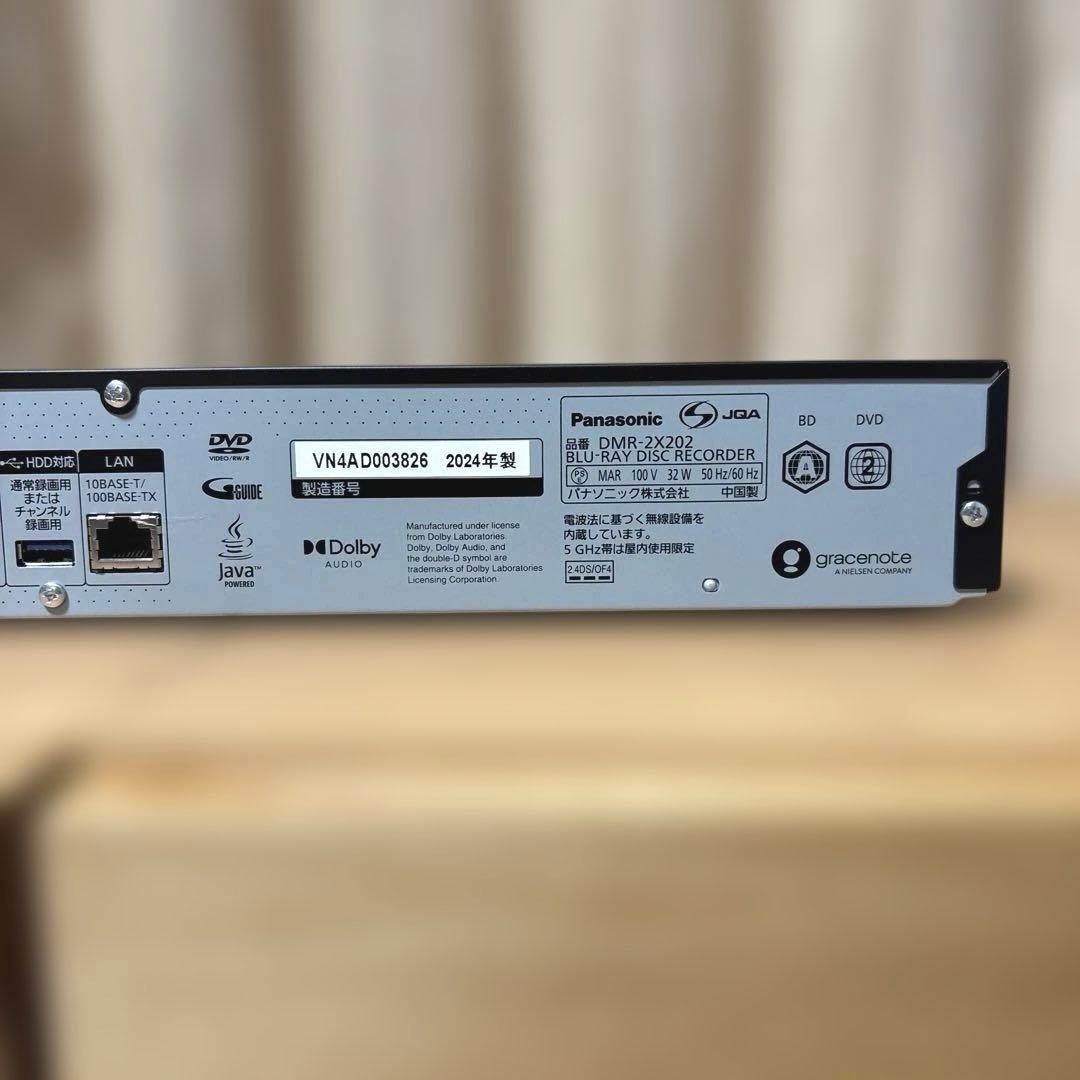 HDD対応
通常録画用
または
チャンネル
録画用
LAN
10BASE-T/
100BASE-TX
DVD
VIDEO/RW/R
G-GUIDE
Java™
POWERED
VN4AD003826 2024年製
製造番号
Dolby
AUDIO
Manufactured under license
from Dolby Laboratories.
Dolby, Dolby Audio, and
the double-D symbol are
trademarks of Dolby Laboratories
Licensing Corporation.
Panasonic JQA
品番 DMR-2X202
BLU-RAY DISC RECORDER
PS E MAR 100 V 32 W 50 Hz/60 Hz
パナソニック株式会社 中国製
電波法に基づく無線設備を
内蔵しています。
5 GHz帯は屋内使用限定
2.4DS/OF4
BD DVD
A 2
gracenote
A NIELSEN COMPANY